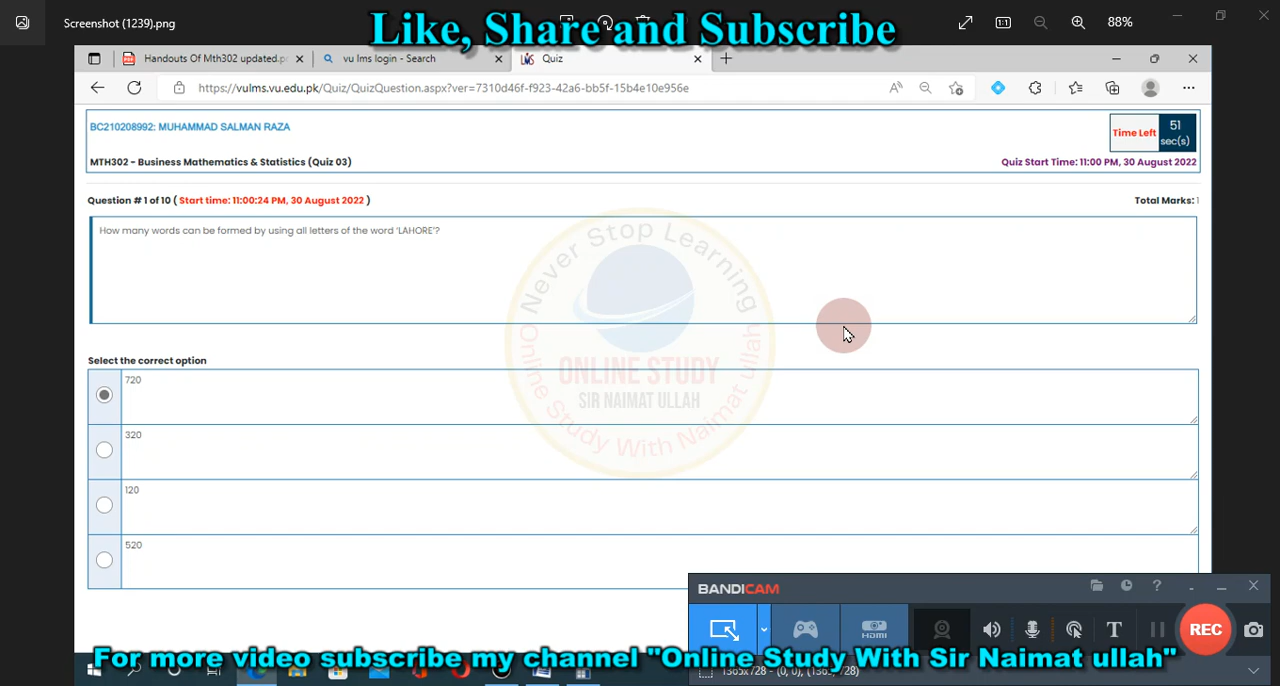 Screenshot (1239).png
Like, Share and Subscribe
88%
Handouts Of Mth302 updated.p
vu lms login - Search
Quiz
https://vulms.vu.edu.pk/Quiz/QuizQuestion.aspx?ver=7310d46f-f923-42a6-bb5f-15b4e10e956e
BC210208992: MUHAMMAD SALMAN RAZA
Time Left
51
sec(s)
MTH302 - Business Mathematics & Statistics (Quiz 03)
Quiz Start Time: 11:00 PM, 30 August 2022
Question # 1 of 10 ( Start time: 11:00:24 PM, 30 August 2022 )
Total Marks: 1
How many words can be formed by using all letters of the word 'LAHORE'?
Never Stop Learning
ONLINE STUDY
SIR NAIMAT ULLAH
Online Study With Naimat ullah
Select the correct option
720
320
120
520
BANDICAM
HDMI
REC
For more video subscribe my channel "Online Study With Sir Naimat ullah"